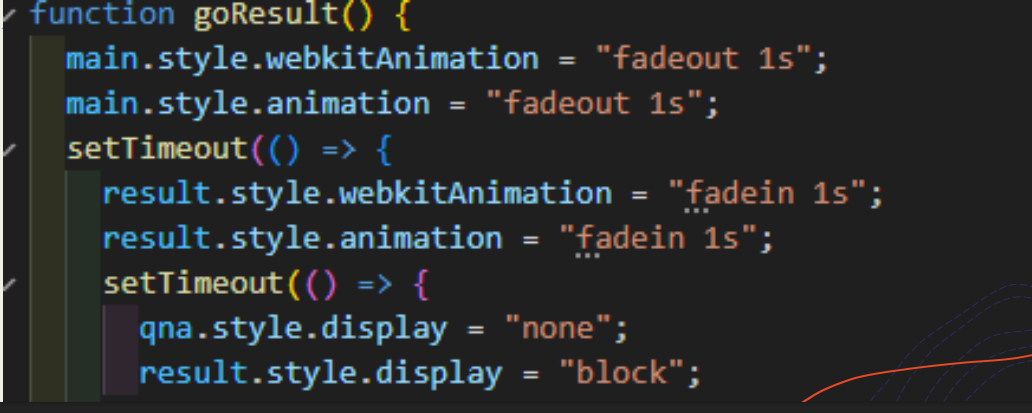 function goResult() {
main.style.webkitAnimation = "fadeout 1s";
main.style.animation = "fadeout 1s";
setTimeout(() => {
result.style.webkitAnimation = "fadein 1s";
result.style.animation = "fadein 1s";
setTimeout(() => {
qna.style.display = "none";
result.style.display = "block";